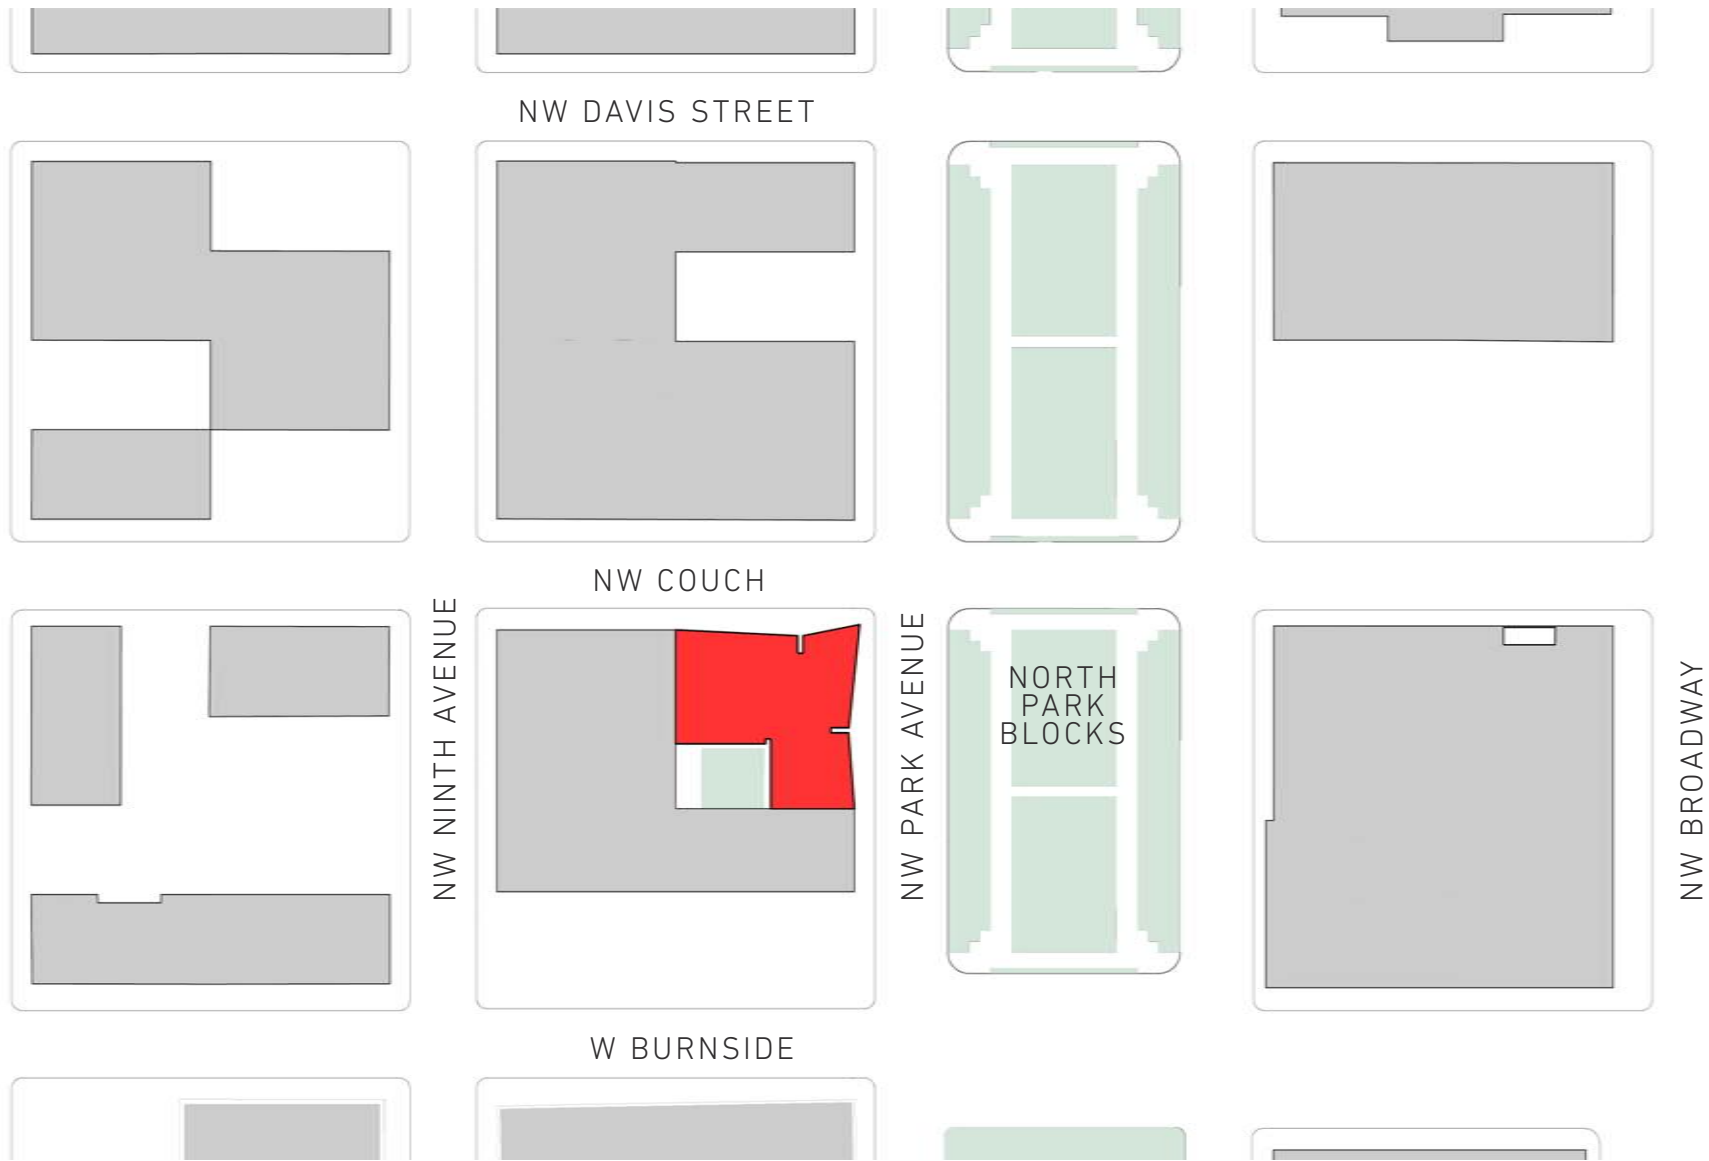 NW DAVIS STREET
NW COUCH
NW NINTH AVENUE
NW PARK AVENUE
NORTH
PARK
BLOCKS
NW BROADWAY
W BURNSIDE